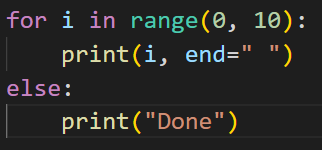 for i in range(0, 10):
    print(i, end=" ")
else:
    print("Done")